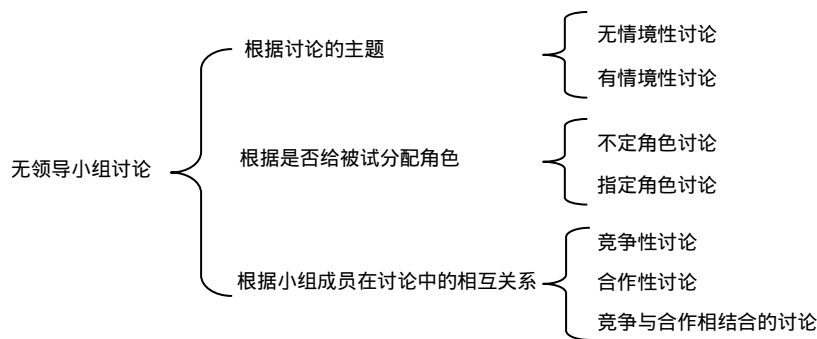 无领导小组讨论
根据讨论的主题
无情境性讨论
有情境性讨论
根据是否给被试分配角色
不定角色讨论
指定角色讨论
根据小组成员在讨论中的相互关系
竞争性讨论
合作性讨论
竞争与合作相结合的讨论